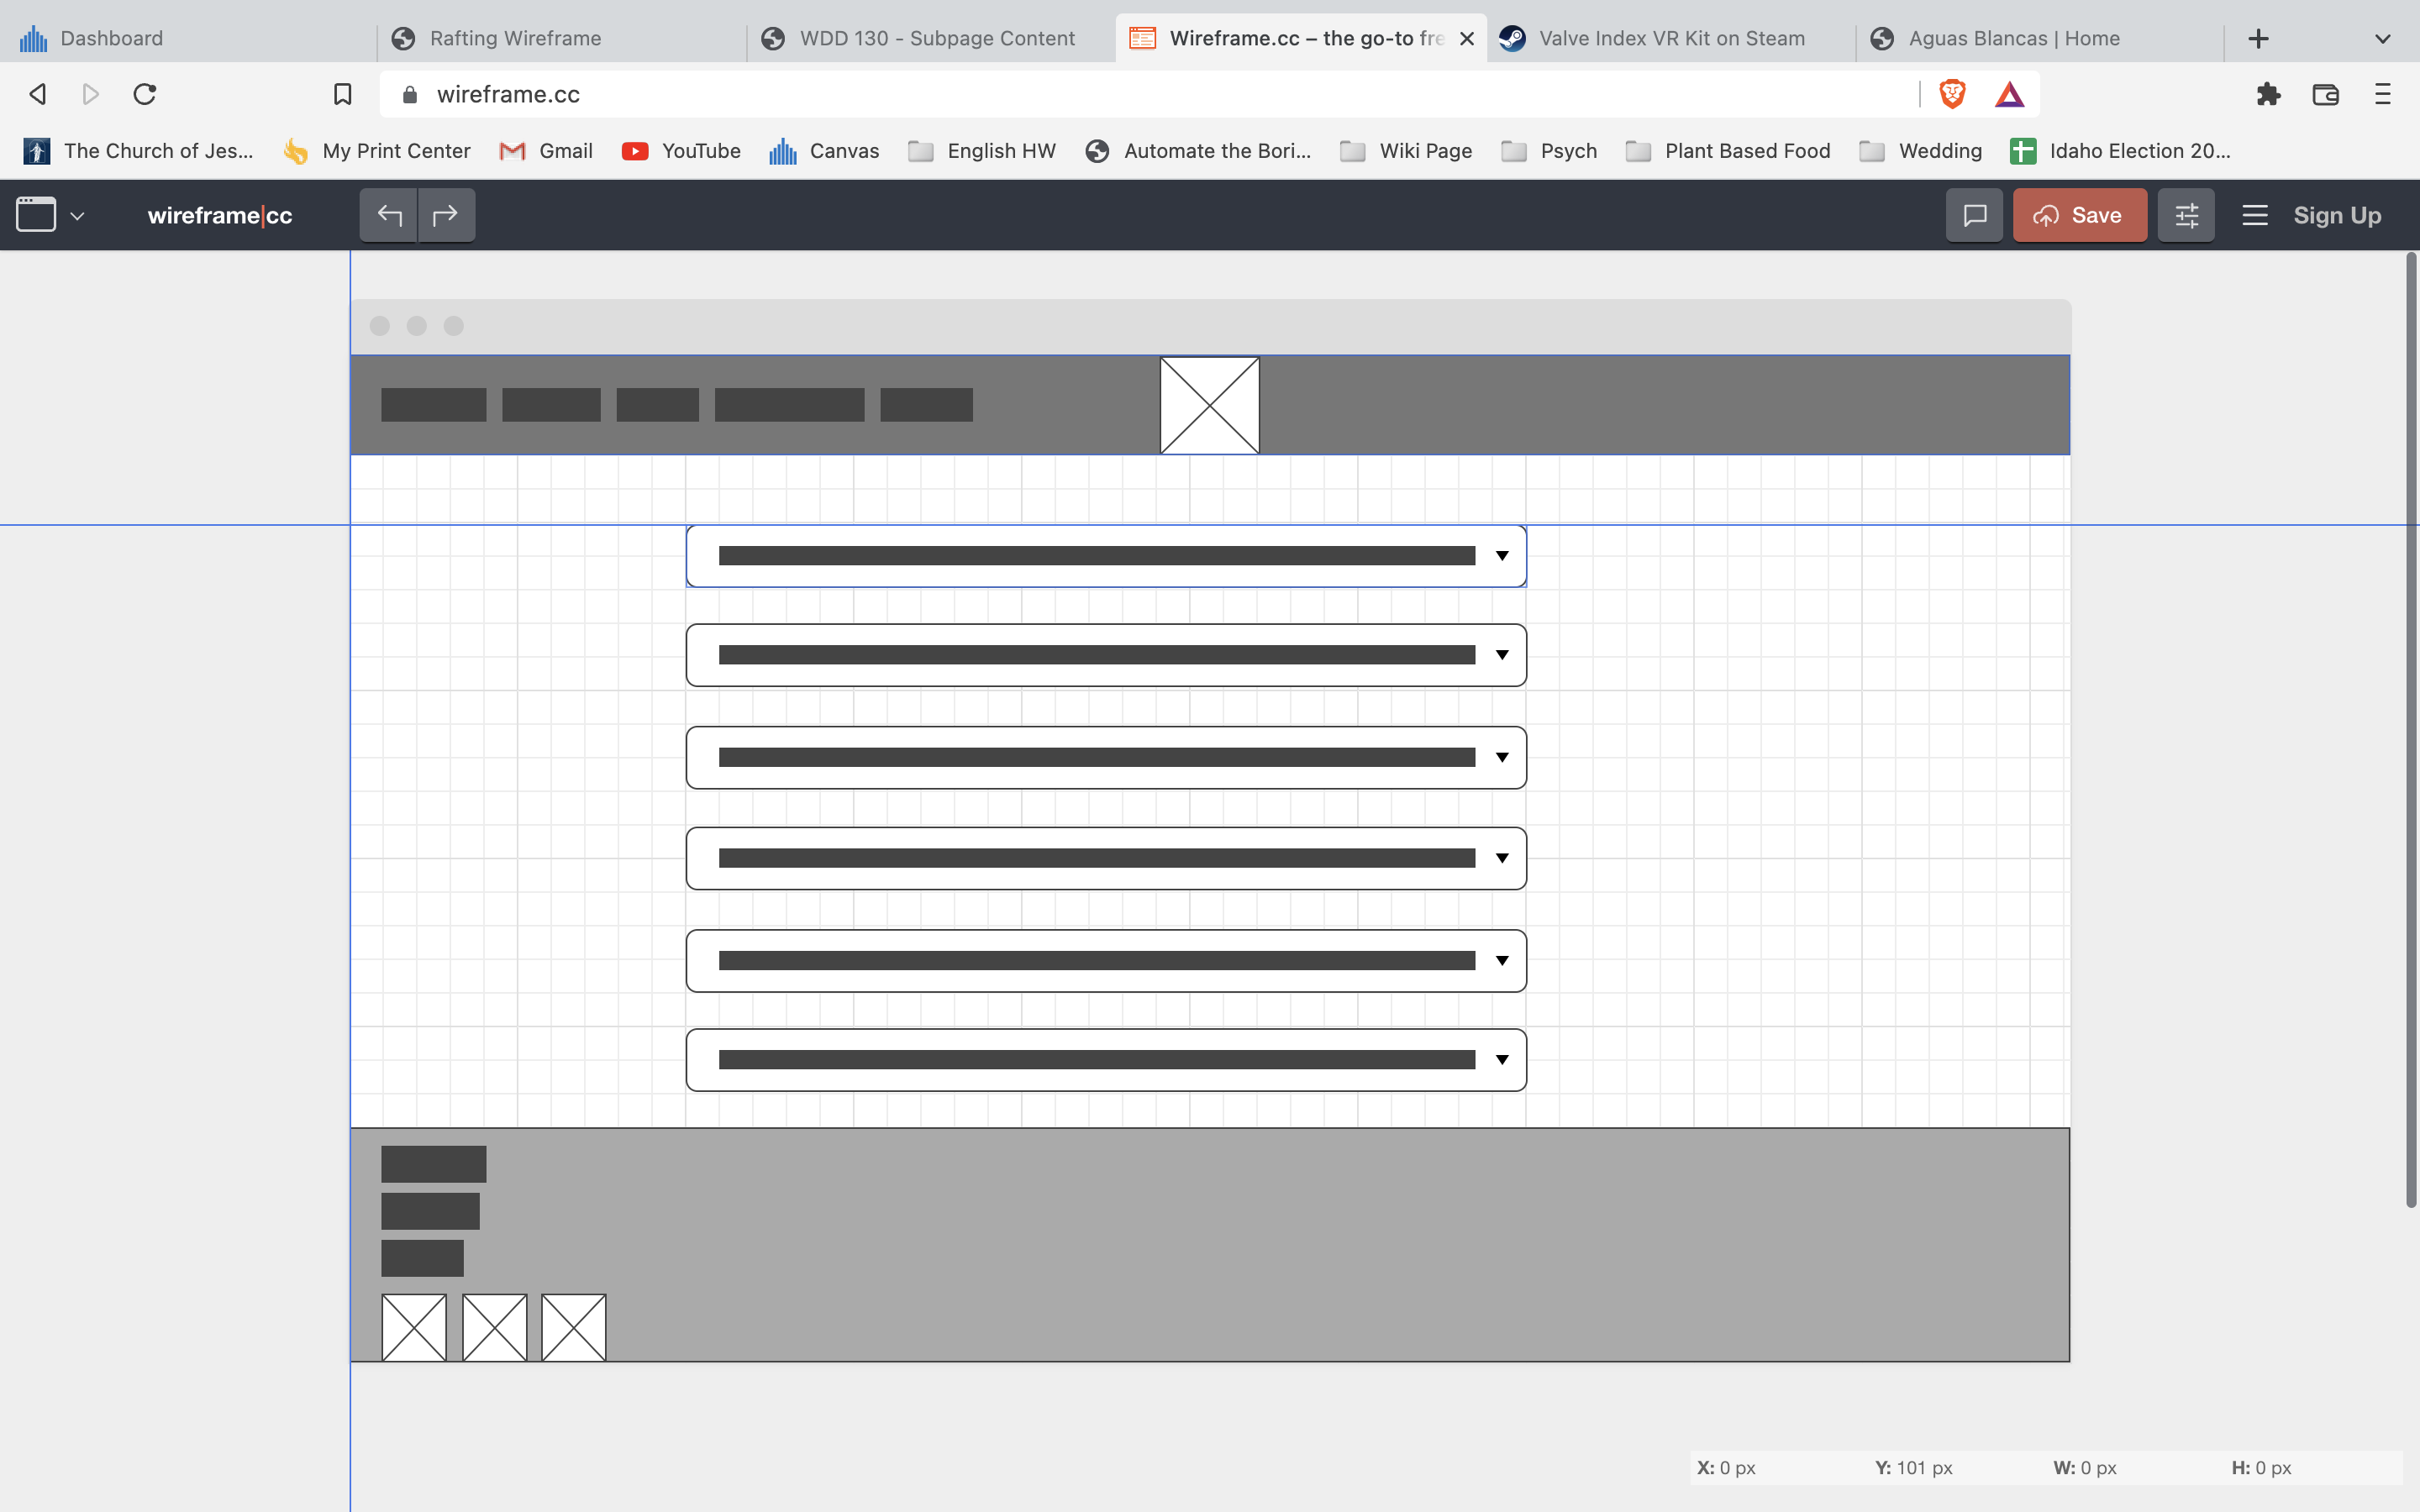 Dashboard
Rafting Wireframe
WDD 130 - Subpage Content
Wireframe.cc – the go-to fre
Valve Index VR Kit on Steam
Aguas Blancas | Home
wireframe.cc
The Church of Jes...
My Print Center
Gmail
YouTube
Canvas
English HW
Automate the Bori...
Wiki Page
Psych
Plant Based Food
Wedding
Idaho Election 20...
wireframe|cc
Save
Sign Up
X: 0 px
Y: 101 px
W: 0 px
H: 0 px